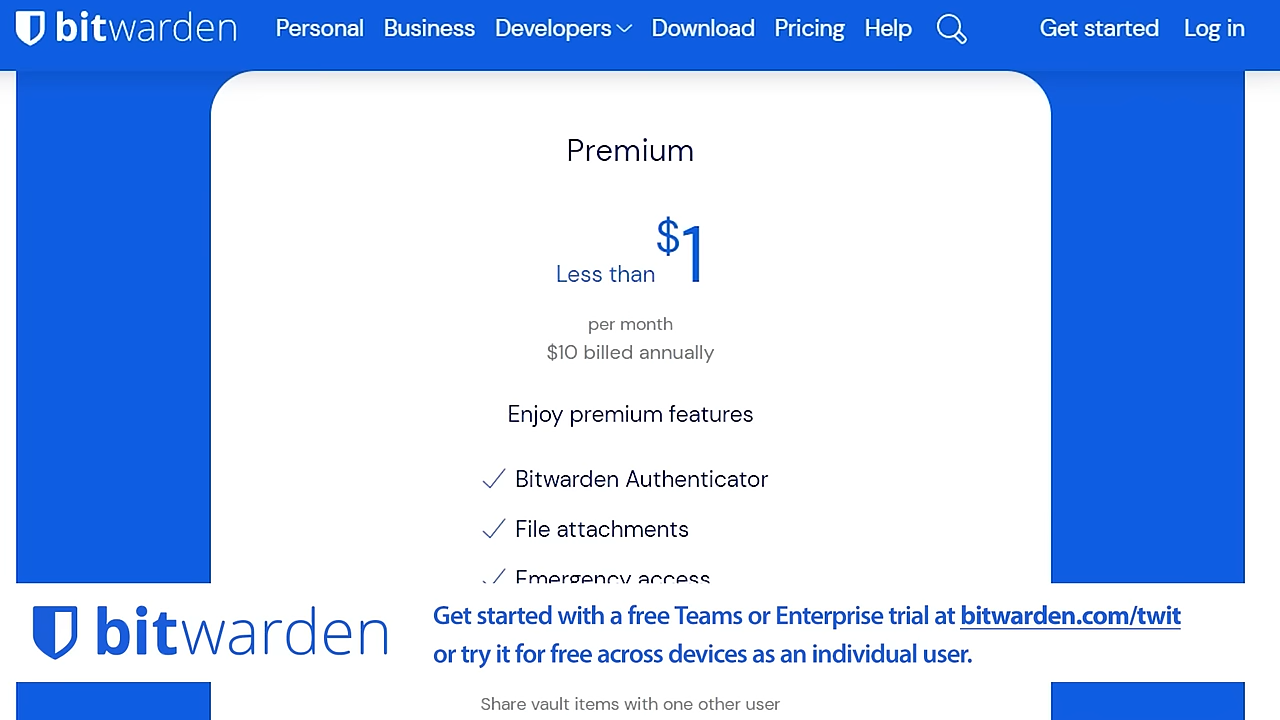 bitwarden Personal Business Developers Download Pricing Help Get started Log in
Premium
Less than $1
per month
$10 billed annually
Enjoy premium features
Bitwarden Authenticator
File attachments
Emergency access
bitwarden
Get started with a free Teams or Enterprise trial at bitwarden.com/twit
or try it for free across devices as an individual user.
Share vault items with one other user